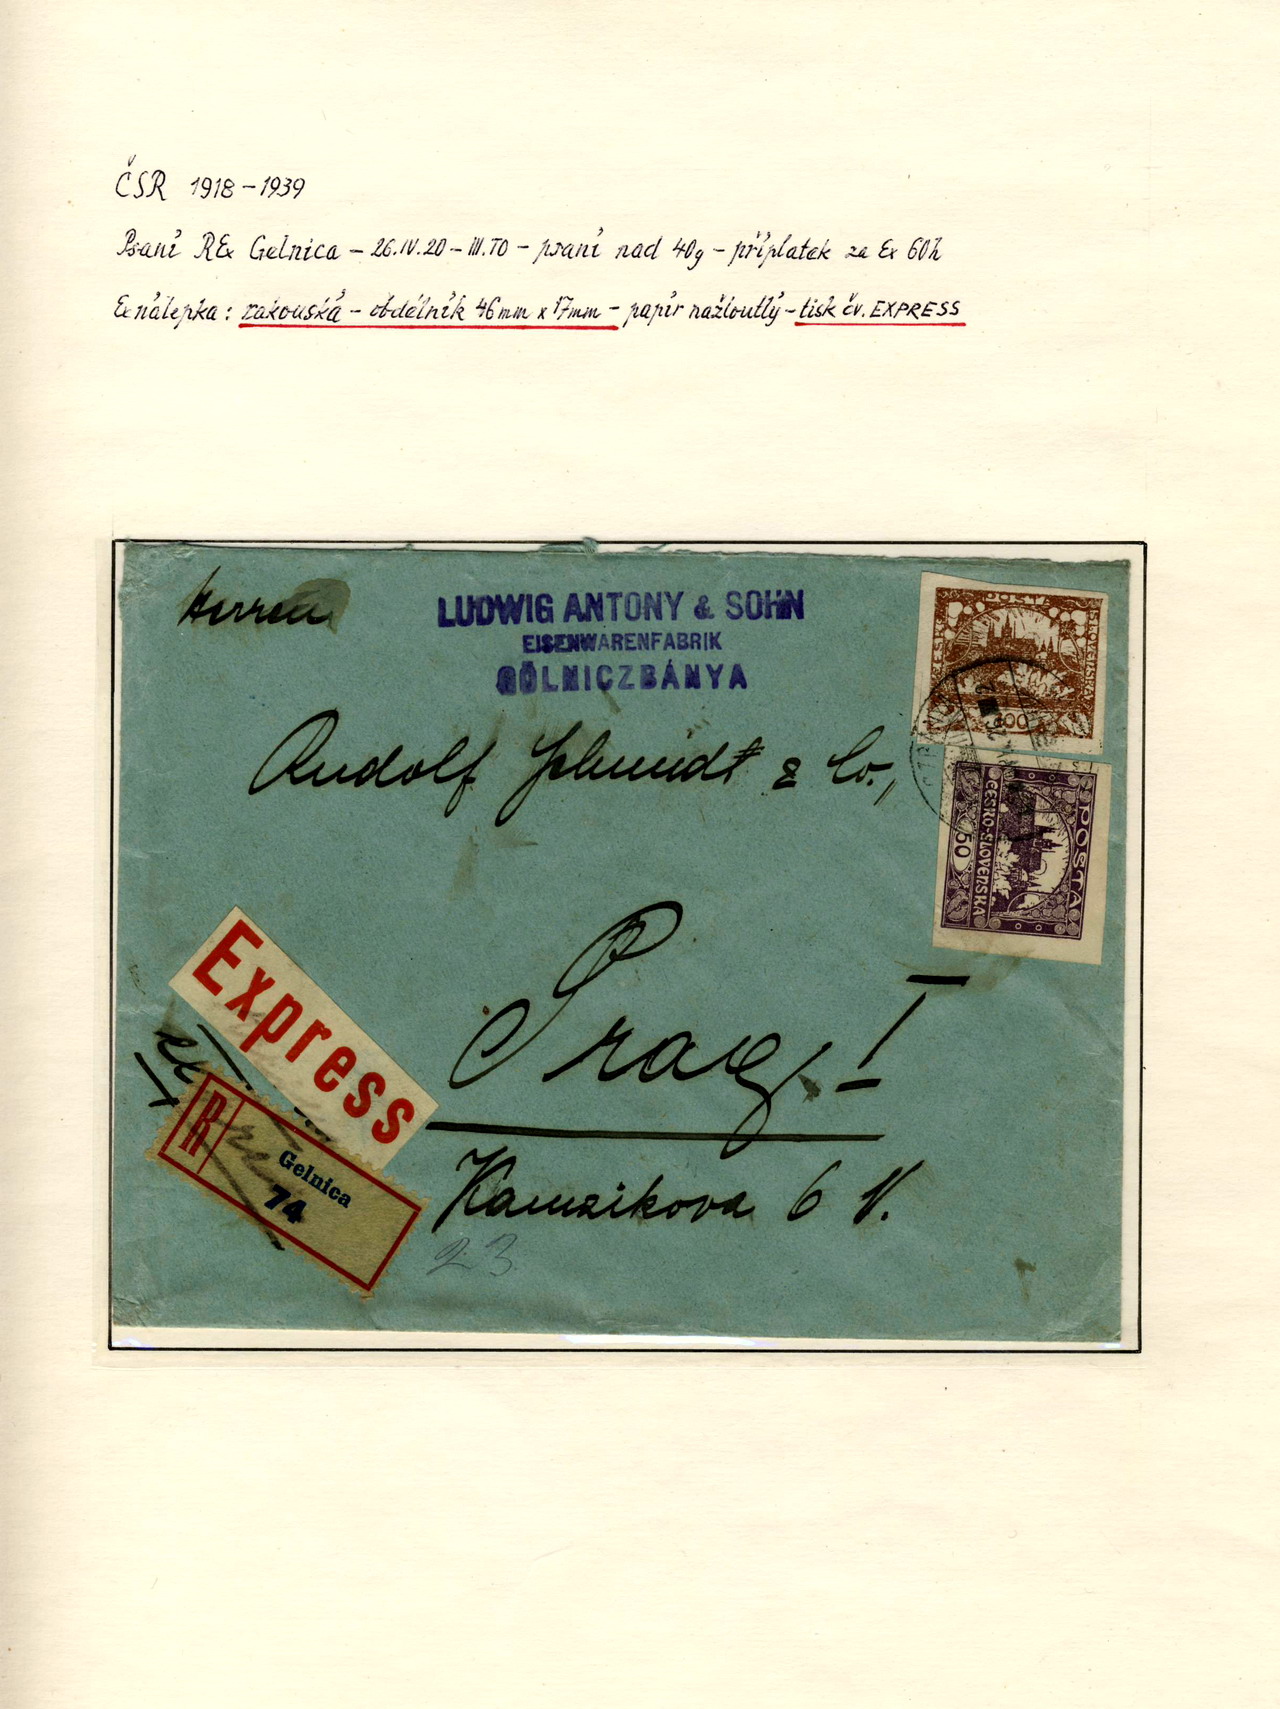 ČSR 1918-1939
Psaní REx Gelnica - 26.IV.20 - III.TO - psaní nad 40g - příplatek za Ex 60h
Ex nálepka: rakouská - obdélník 46mm x 17mm - papír nažloutlý - tisk čv. EXPRESS
Herren
LUDWIG ANTONY & SOHN
EISENWARENFABRIK
GÖLNICZBÁNYA
Rudolf Schmidt & Co.,
POŠTA
ČESKO-SLOVENSKÁ
50
Express
Prag, I
R
Gelnica
74
Kamzikova 6 N.
23